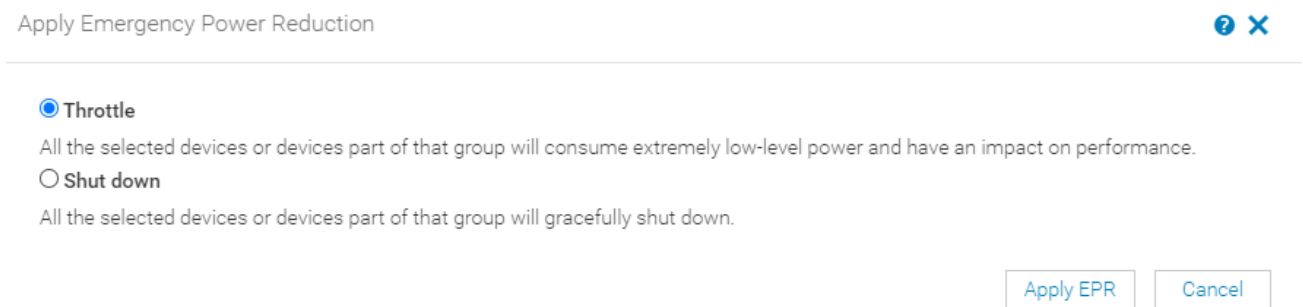 Apply Emergency Power Reduction
Throttle
All the selected devices or devices part of that group will consume extremely low-level power and have an impact on performance.
Shut down
All the selected devices or devices part of that group will gracefully shut down.
Apply EPR Cancel